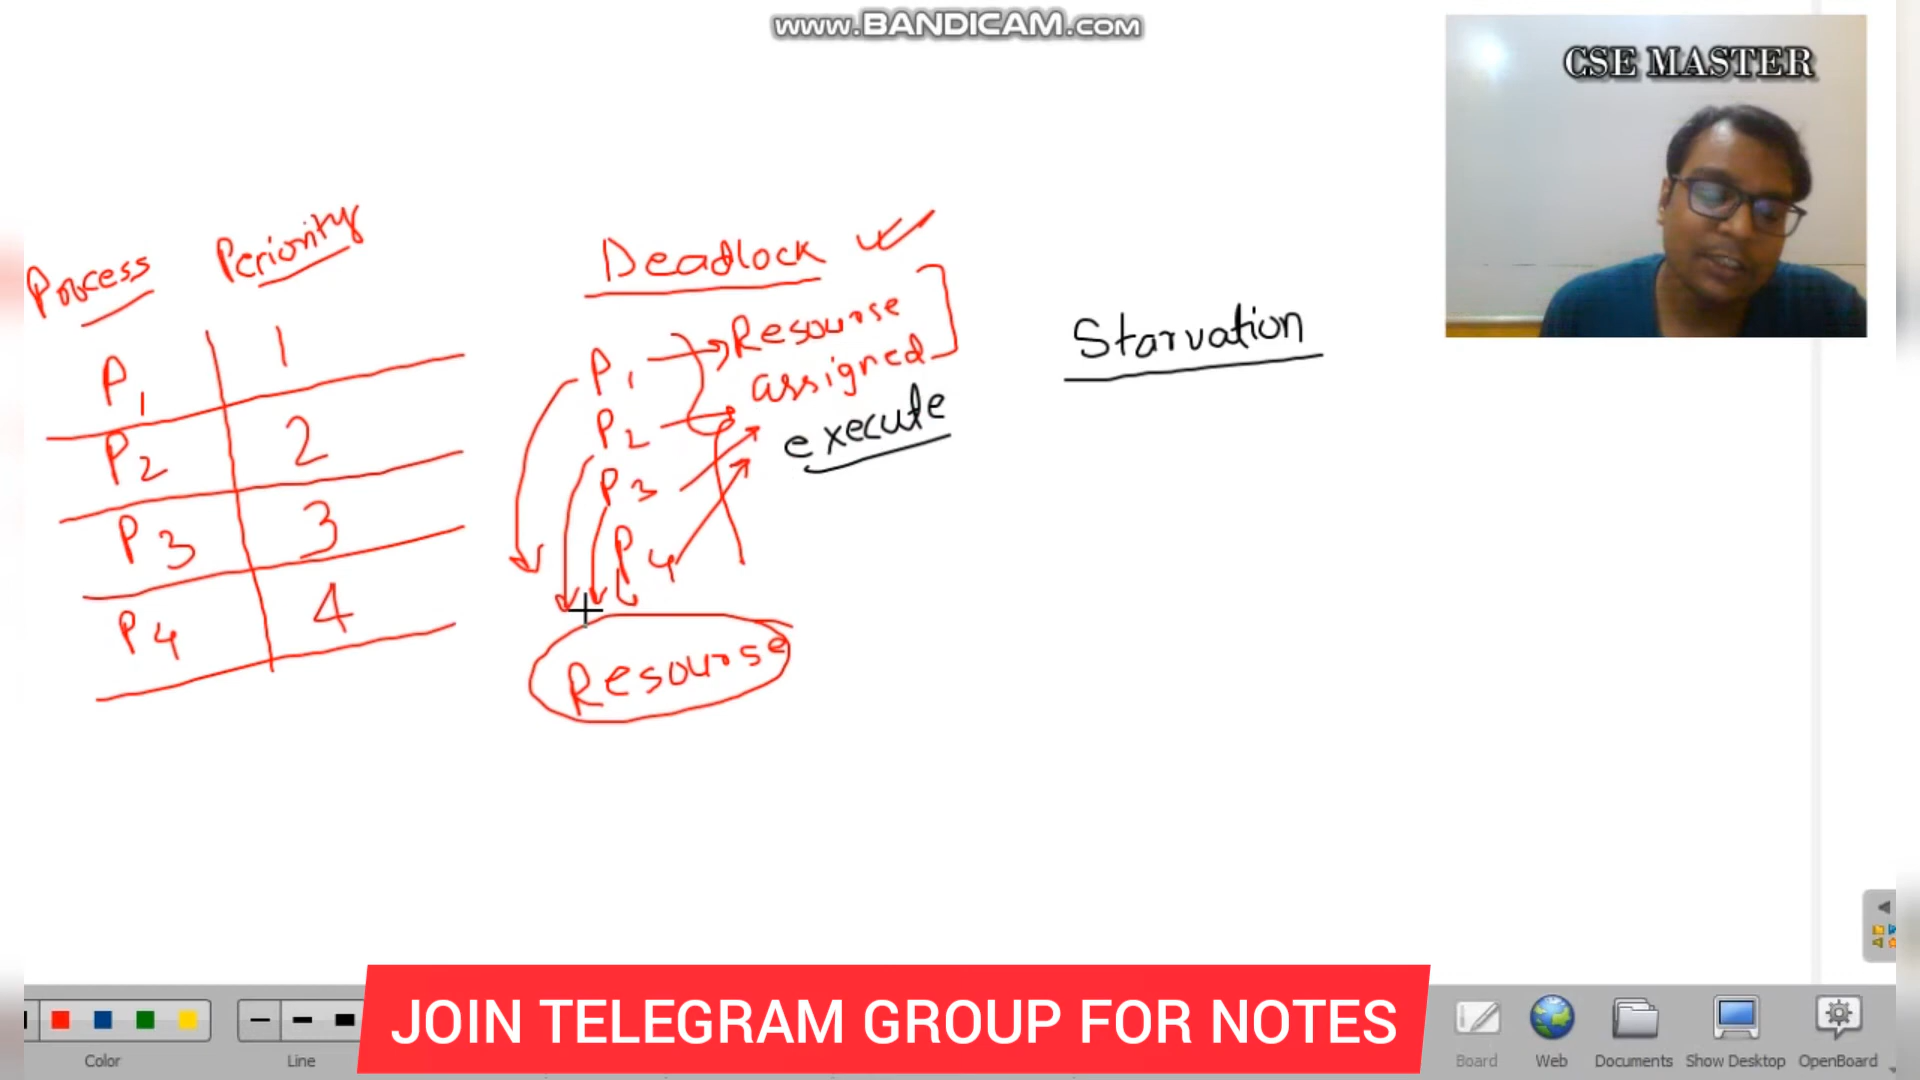 www.BANDICAM.com
CSE MASTER
Process Periority
P1 1
P2 2
P3 3
P4 4
Deadlock
P1 Resourse
assigned
P2
execute
P3
P4
Resourse
Starvation
JOIN TELEGRAM GROUP FOR NOTES
Color
Line
Board
Web
Documents
Show Desktop
OpenBoard